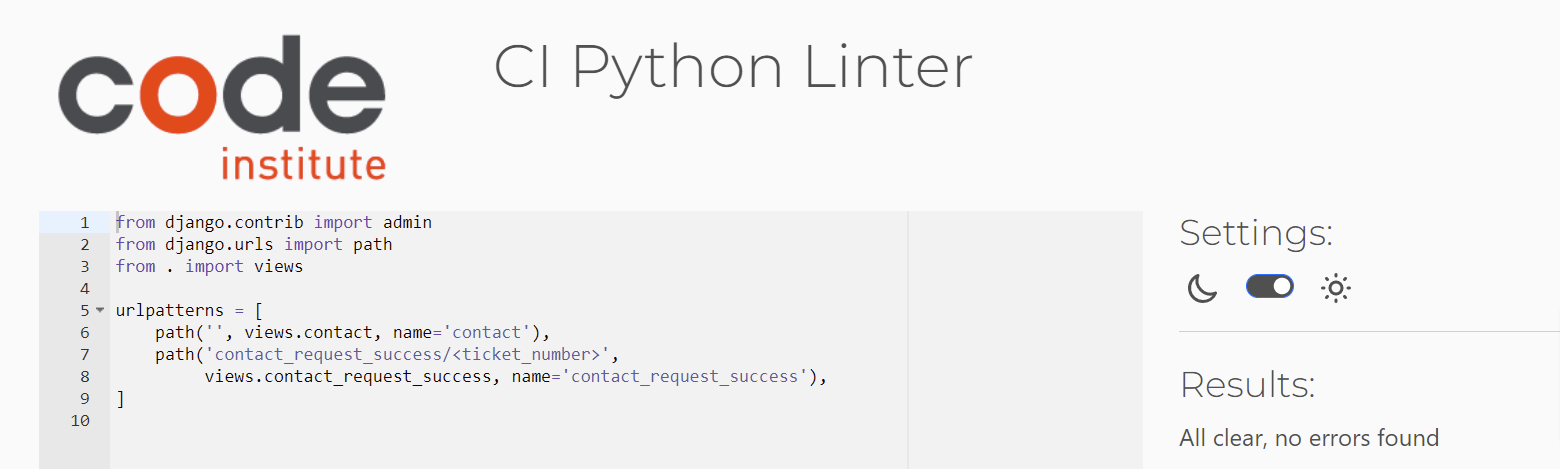 code
institute
CI Python Linter
1 from django.contrib import admin
2 from django.urls import path
3 from . import views
4
5 urlpatterns = [
6     path('', views.contact, name='contact'),
7     path('contact_request_success/<ticket_number>',
8          views.contact_request_success, name='contact_request_success'),
9 ]
10
Settings:
Results:
All clear, no errors found